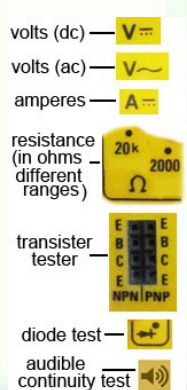 volts (dc) V
volts (ac) V
amperes A
resistance
(in ohms
different
ranges)
20k
2000
Ω
transister
tester
E E
B B
C C
E E
NPN PNP
diode test
audible
continuity test